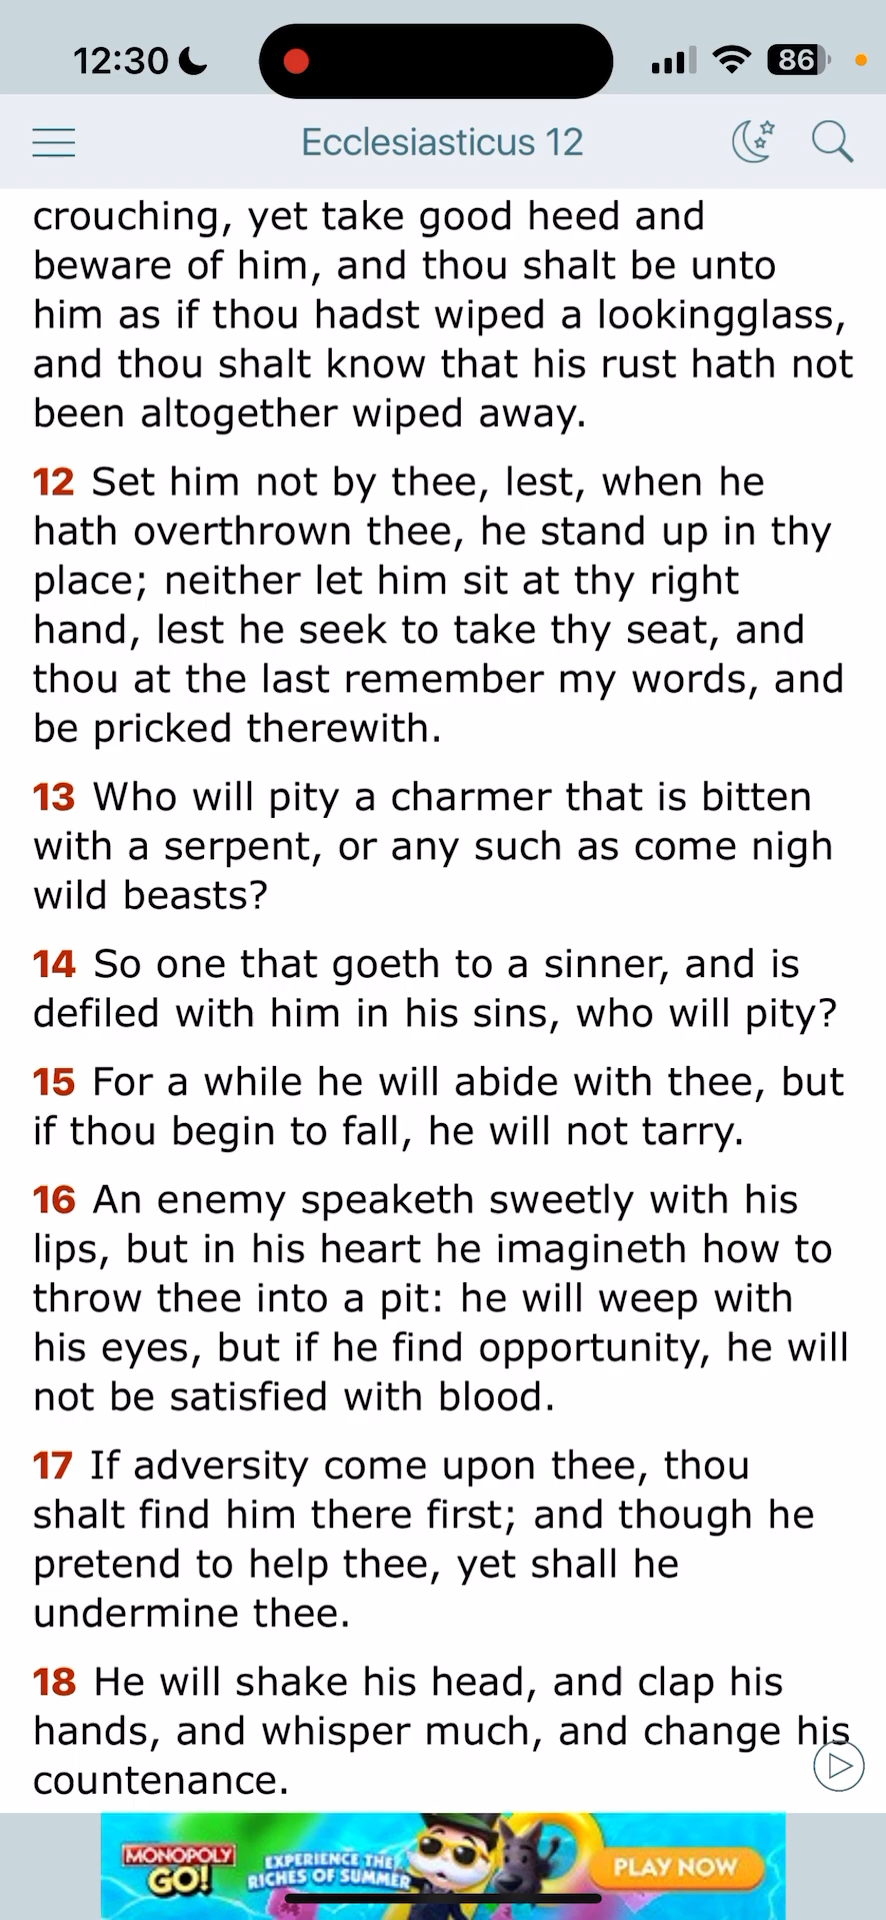 12:30
86
Ecclesiasticus 12
crouching, yet take good heed and
beware of him, and thou shalt be unto
him as if thou hadst wiped a lookingglass,
and thou shalt know that his rust hath not
been altogether wiped away.
12 Set him not by thee, lest, when he
hath overthrown thee, he stand up in thy
place; neither let him sit at thy right
hand, lest he seek to take thy seat, and
thou at the last remember my words, and
be pricked therewith.
13 Who will pity a charmer that is bitten
with a serpent, or any such as come nigh
wild beasts?
14 So one that goeth to a sinner, and is
defiled with him in his sins, who will pity?
15 For a while he will abide with thee, but
if thou begin to fall, he will not tarry.
16 An enemy speaketh sweetly with his
lips, but in his heart he imagineth how to
throw thee into a pit: he will weep with
his eyes, but if he find opportunity, he will
not be satisfied with blood.
17 If adversity come upon thee, thou
shalt find him there first; and though he
pretend to help thee, yet shall he
undermine thee.
18 He will shake his head, and clap his
hands, and whisper much, and change his
countenance.
MONOPOLY
GO!
EXPERIENCE THE
RICHES OF SUMMER
PLAY NOW